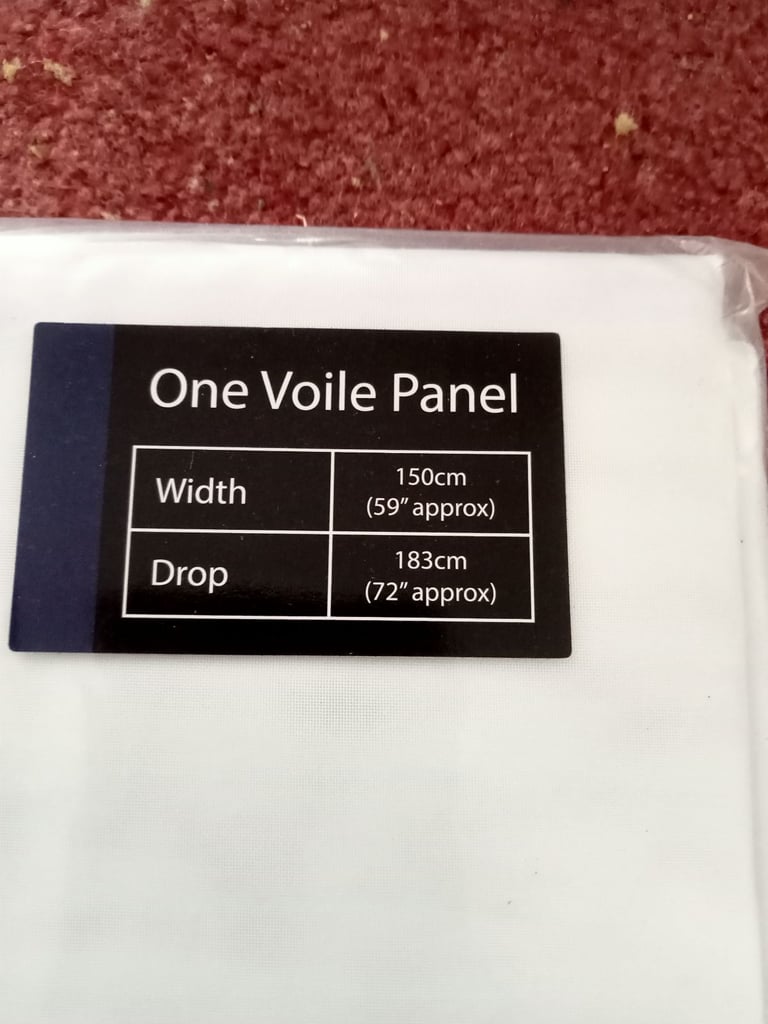 One Voile Panel
Width
150cm
(59” approx)
Drop
183cm
(72” approx)